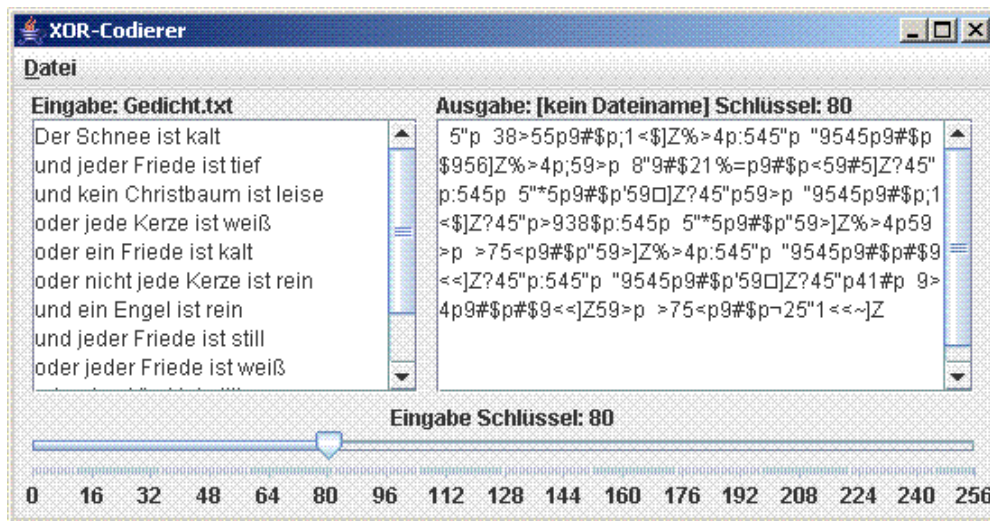 XOR-Codierer
Datei
Eingabe: Gedicht.txt
Der Schnee ist kalt
und jeder Friede ist tief
und kein Christbaum ist leise
oder jede Kerze ist weiß
oder ein Friede ist kalt
oder nicht jede Kerze ist rein
und ein Engel ist rein
und jeder Friede ist still
oder jeder Friede ist weiß
Ausgabe: [kein Dateiname] Schlüssel: 80
5"p 38>55p9#$p;1<$]Z%>4p:545"p "9545p9#$p
$956]Z%>4p;59>p 8"9#$21%=p9#$p<59#5]Z?45"
p:545p 5"*5p9#$p'59□]Z?45"p59>p "9545p9#$p;1
<$]Z?45"p>938$p:545p 5"*5p9#$p"59>]Z%>4p59
>p >75<p9#$p"59>]Z%>4p:545"p "9545p9#$p#$9
<<]Z?45"p:545"p "9545p9#$p'59□]Z?45"p41#p 9>
4p9#$p#$9<<]Z59>p >75<p9#$p¬25"1<<~]Z
Eingabe Schlüssel: 80
0 16 32 48 64 80 96 112 128 144 160 176 192 208 224 240 256